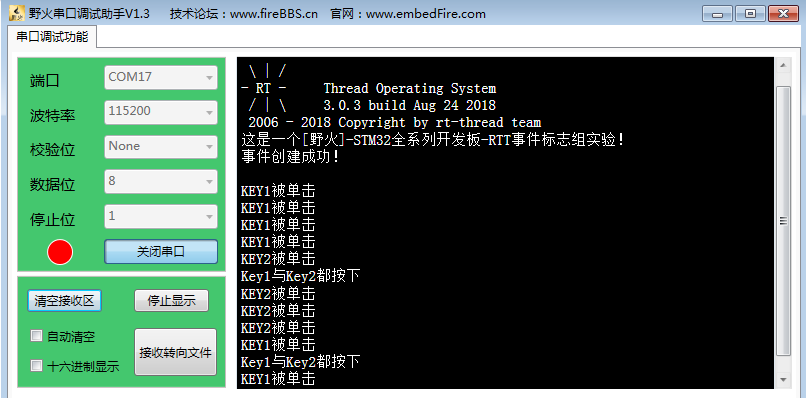 野火串口调试助手V1.3 技术论坛：www.fireBBS.cn 官网：www.embedFire.com
串口调试功能
端口 COM17
波特率 115200
校验位 None
数据位 8
停止位 1
关闭串口
清空接收区 停止显示
自动清空
十六进制显示
接收转向文件
\ | /
- RT - Thread Operating System
/ | \ 3.0.3 build Aug 24 2018
2006 - 2018 Copyright by rt-thread team
这是一个[野火]-STM32全系列开发板-RTT事件标志组实验！
事件创建成功！
KEY1被单击
KEY1被单击
KEY1被单击
KEY1被单击
KEY2被单击
Key1与Key2都按下
KEY2被单击
KEY2被单击
KEY2被单击
KEY1被单击
Key1与Key2都按下
KEY1被单击